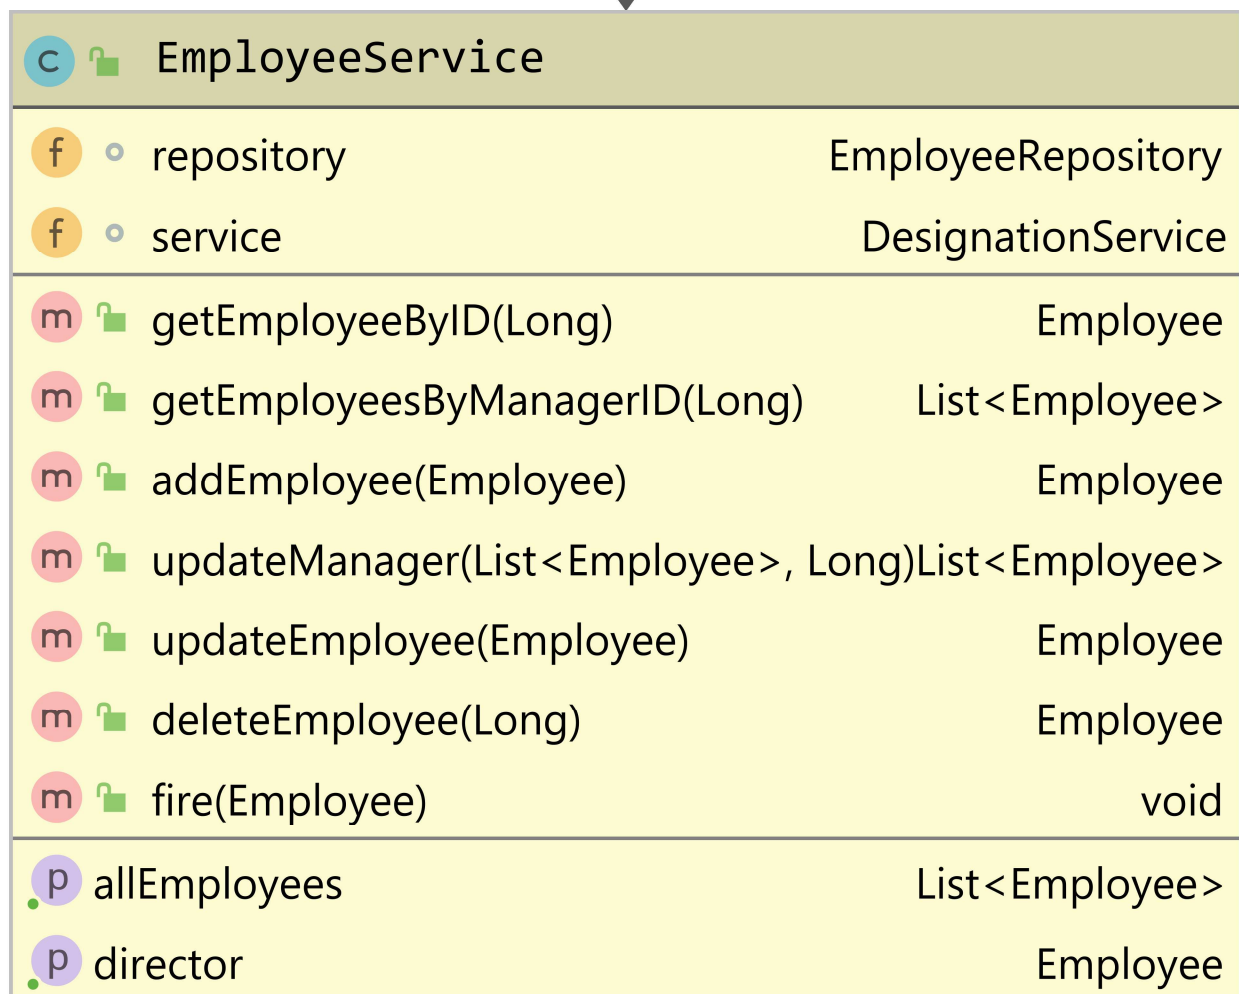 c EmployeeService
f repository EmployeeRepository
f service DesignationService
m getEmployeeByID(Long) Employee
m getEmployeesByManagerID(Long) List<Employee>
m addEmployee(Employee) Employee
m updateManager(List<Employee>, Long)List<Employee>
m updateEmployee(Employee) Employee
m deleteEmployee(Long) Employee
m fire(Employee) void
p allEmployees List<Employee>
p director Employee